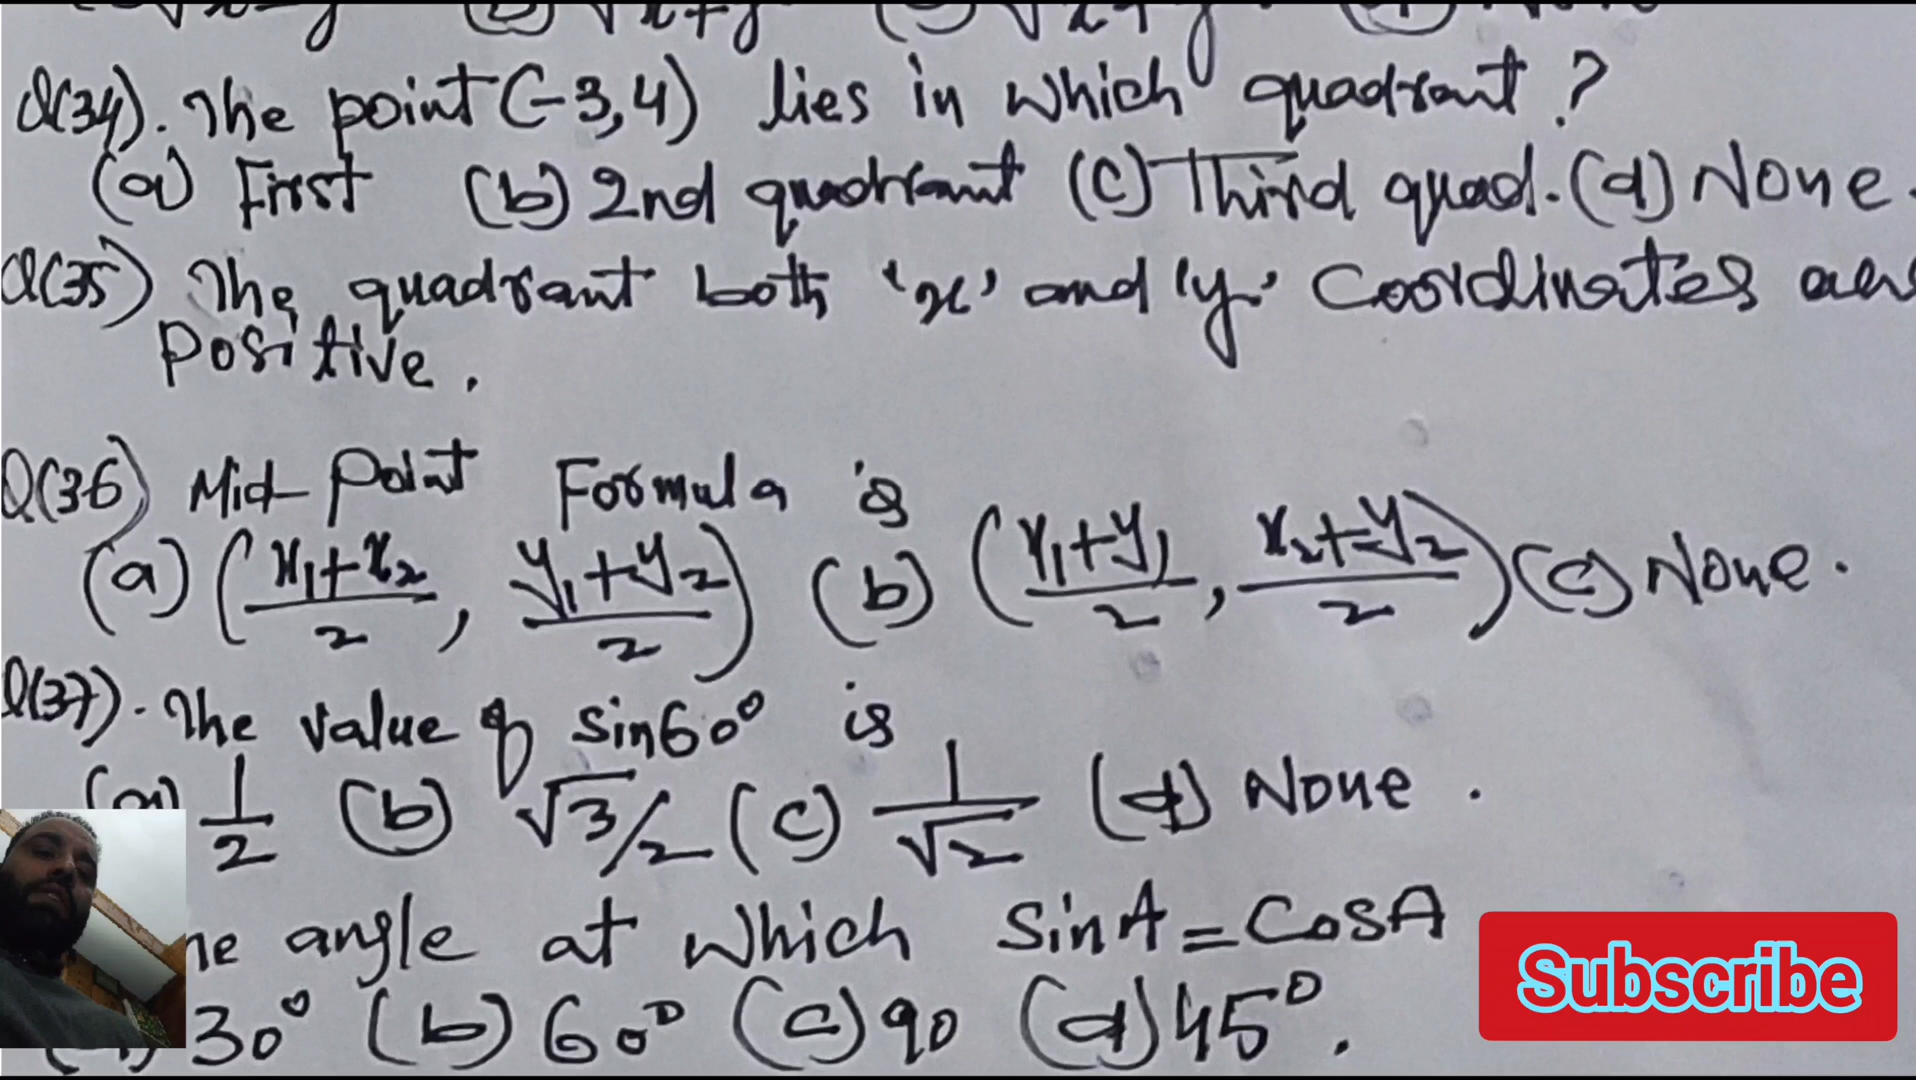 Q(34). The point (-3,4) lies in which quadrant?
(a) First (b) 2nd quadrant (c) Third quad. (d) None.
Q(35) The quadrant both 'x' and 'y' Coordinates are
Positive.
Q(36) Mid-Point Formula is
(a) (x₁+x₂/2, y₁+y₂/2) (b) (x₁+y₁/2, x₂+y₂/2) (c) None.
Q(37). The value of sin60° is
(a) 1/2 (b) √3/2 (c) 1/√2 (d) None.
angle at which SinA = CosA
30° (b) 60° (c) 90 (d) 45°.
Subscribe